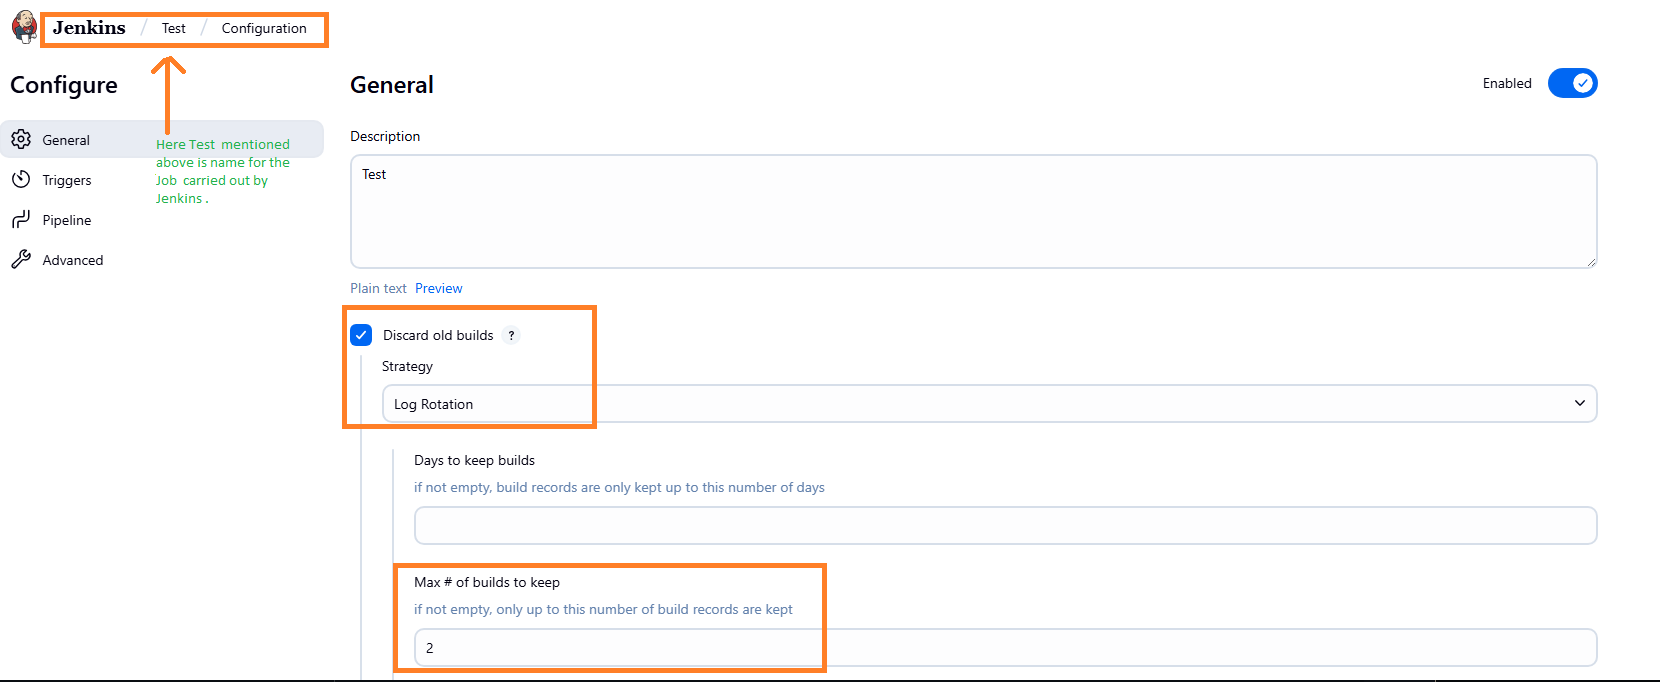 Jenkins / Test / Configuration
Configure
General
Triggers
Pipeline
Advanced
Here Test mentioned
above is name for the
Job carried out by
Jenkins .
General
Enabled
Description
Test
Plain text Preview
Discard old builds ?
Strategy
Log Rotation
Days to keep builds
if not empty, build records are only kept up to this number of days
Max # of builds to keep
if not empty, only up to this number of build records are kept
2